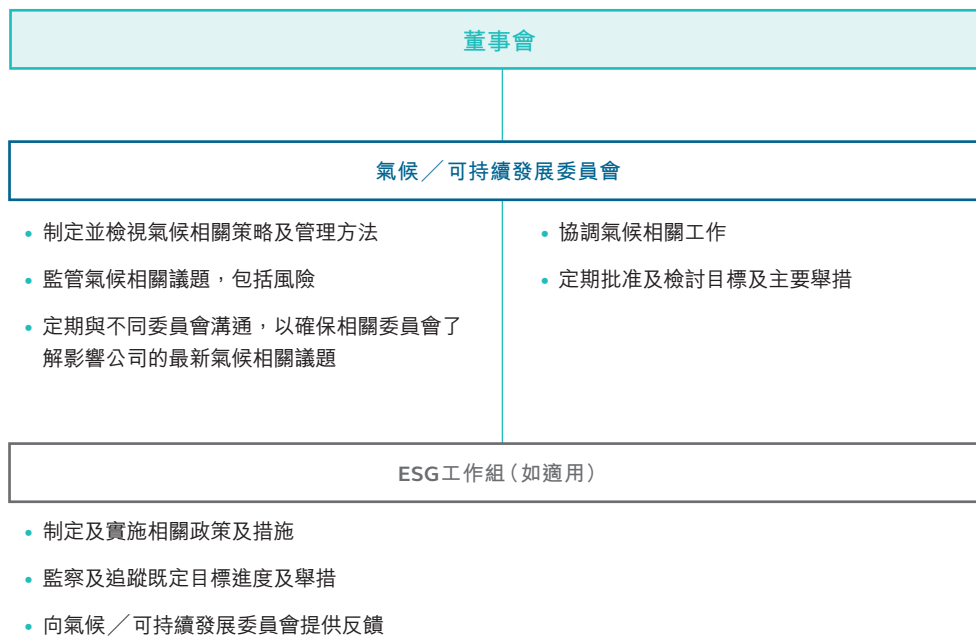 董事會
氣候／可持續發展委員會
• 制定並檢視氣候相關策略及管理方法
• 監管氣候相關議題，包括風險
• 定期與不同委員會溝通，以確保相關委員會了
解影響公司的最新氣候相關議題
• 協調氣候相關工作
• 定期批准及檢討目標及主要舉措
ESG工作組（如適用）
• 制定及實施相關政策及措施
• 監察及追蹤既定目標進度及舉措
• 向氣候／可持續發展委員會提供反饋